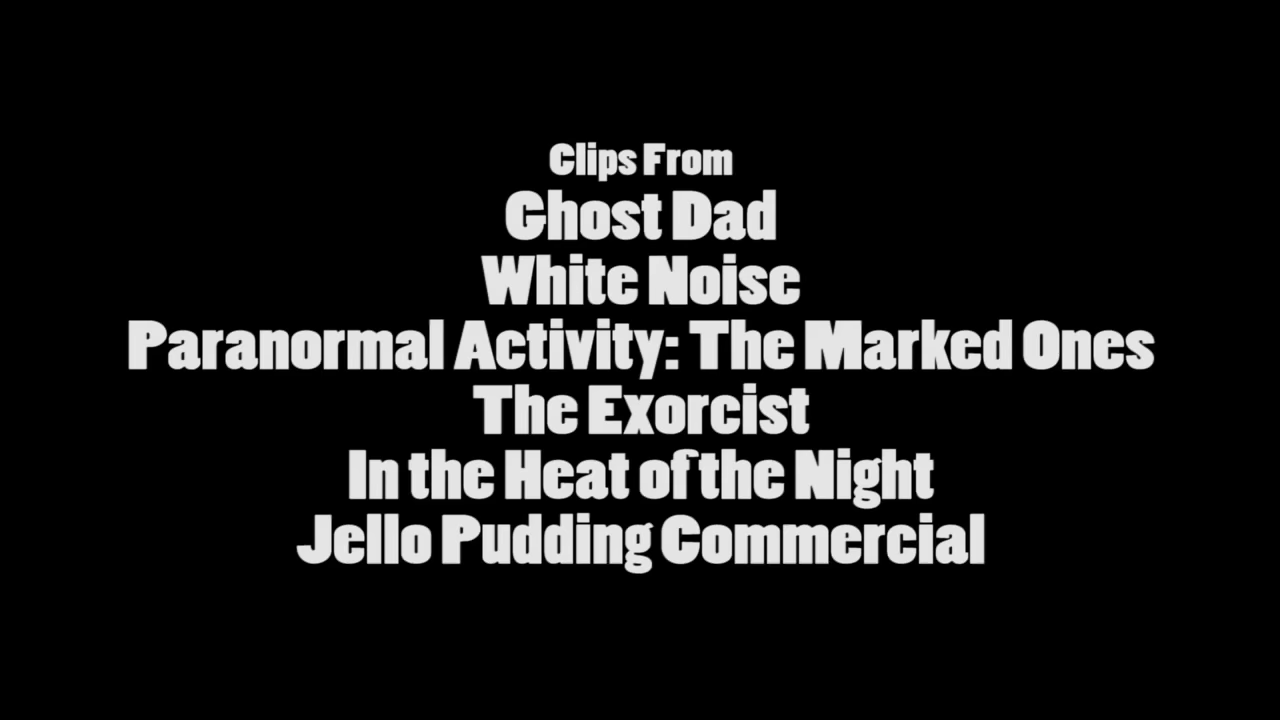 Clips From
Ghost Dad
White Noise
Paranormal Activity: The Marked Ones
The Exorcist
In the Heat of the Night
Jello Pudding Commercial